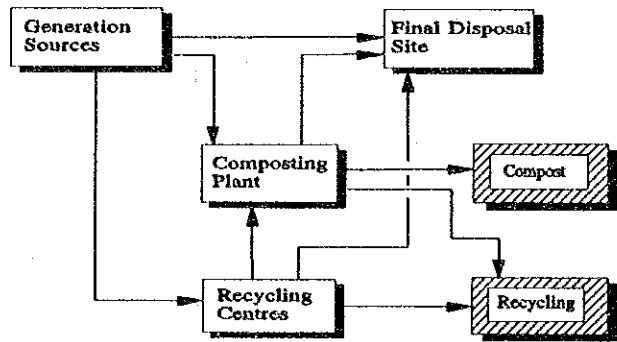 Generation
Sources
Final Disposal
Site
Composting
Plant
Compost
Recycling
Centres
Recycling